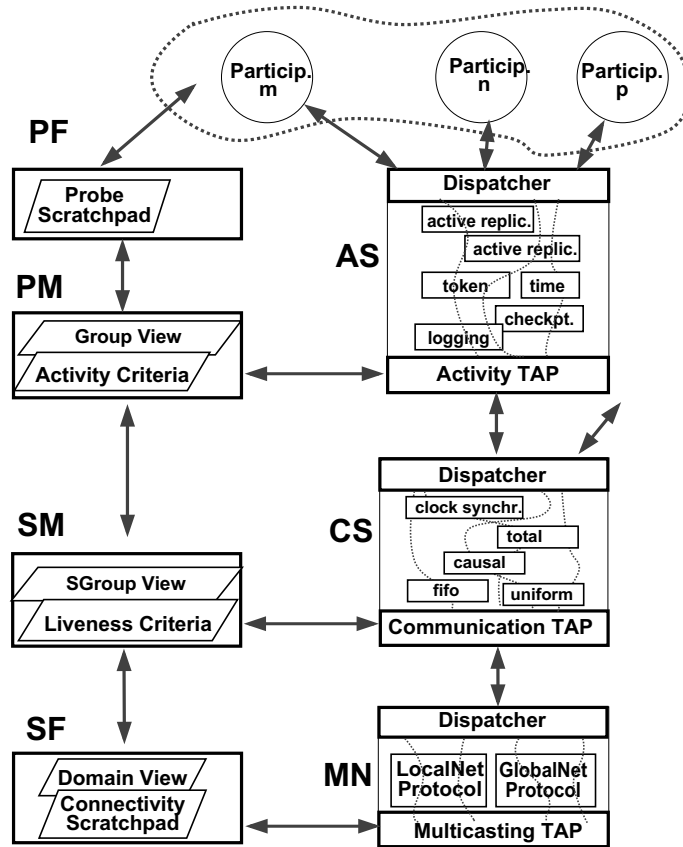 Particip.
m
Particip.
n
Particip.
p
PF
Probe
Scratchpad
Dispatcher
active replic.
active replic.
AS
token
time
checkpt.
logging
Activity TAP
PM
Group View
Activity Criteria
Dispatcher
clock synchr.
total
CS
causal
fifo
uniform
Communication TAP
SM
SGroup View
Liveness Criteria
Dispatcher
SF
MN
LocalNet
Protocol
GlobalNet
Protocol
Multicasting TAP
Domain View
Connectivity
Scratchpad